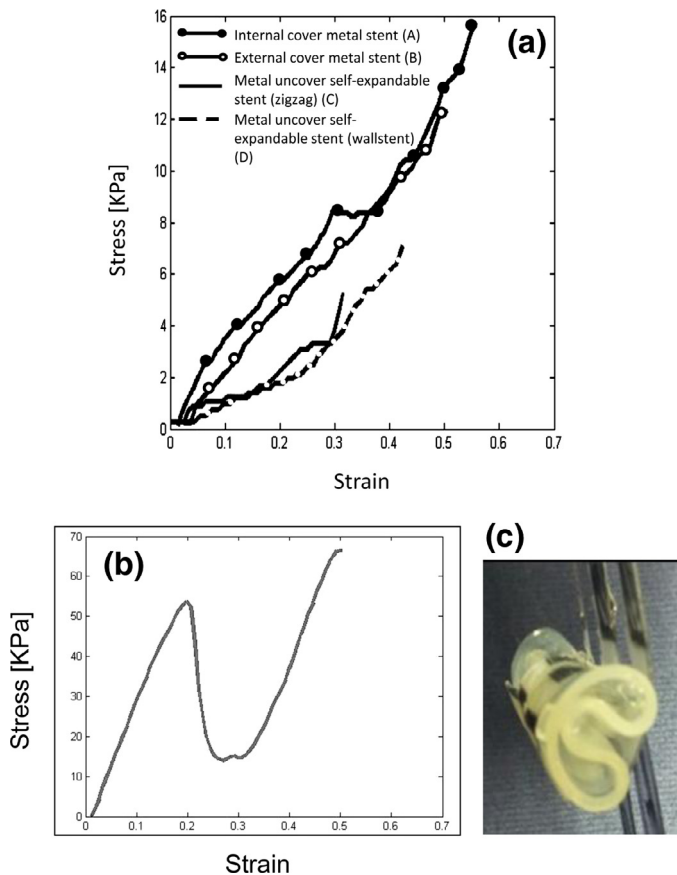 (a)
Internal cover metal stent (A)
External cover metal stent (B)
Metal uncover self-expandable
stent (zigzag) (C)
Metal uncover self-
expandable stent (wallstent)
(D)
Stress [KPa]
16
14
12
10
8
6
4
2
0
0 0.1 0.2 0.3 0.4 0.5 0.6 0.7
Strain
(b)
Stress [KPa]
70
60
50
40
30
20
10
0
0 0.1 0.2 0.3 0.4 0.5 0.6 0.7
Strain
(c)